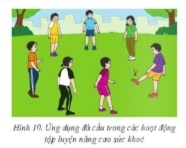 Hình 10. Ứng dụng đá cầu trong các hoạt động
tập luyện nâng cao sức khoẻ